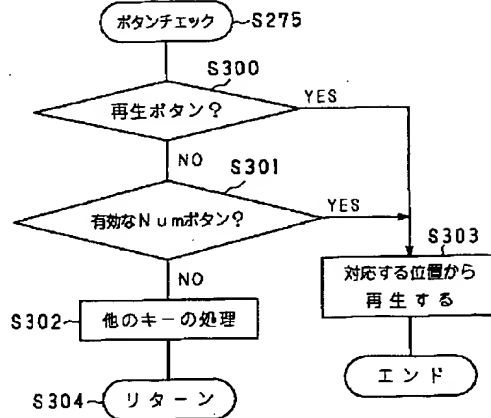 ボタンチェック S275
S300
再生ボタン? YES
NO
S301
有効なNumボタン? YES
NO
S303
対応する位置から
再生する
S302 他のキーの処理
エンド
S304 リターン